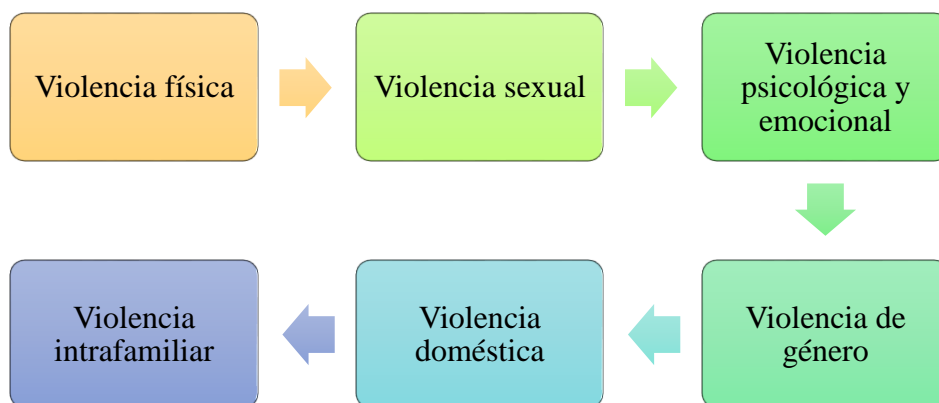 Violencia física
Violencia sexual
Violencia
psicológica y
emocional
Violencia de
género
Violencia
doméstica
Violencia
intrafamiliar